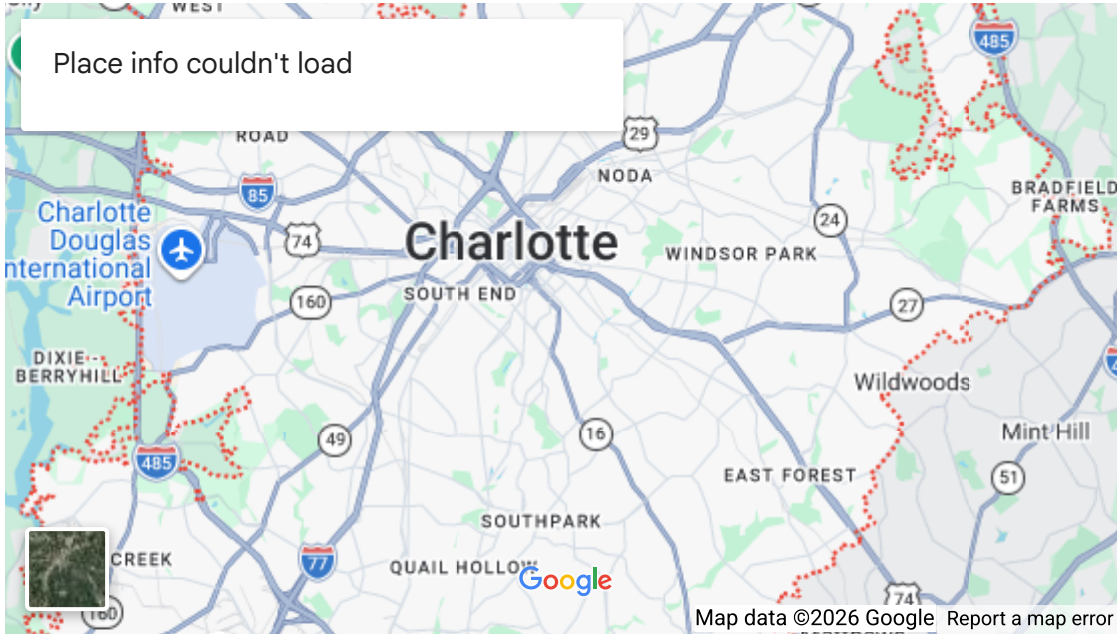 WEST
Place info couldn't load
485
ROAD
29
NODA
85
BRADFIELD
FARMS
Charlotte
Douglas
nternational
Airport
74
Charlotte
24
WINDSOR PARK
SOUTH END
160
27
DIXIE -
BERRYHILL
Wildwoods
49
16
Mint Hill
485
EAST FOREST
51
SOUTHPARK
CREEK
77
QUAIL HOLLOW
Google
74
160
Map data ©2026 Google
Report a map error